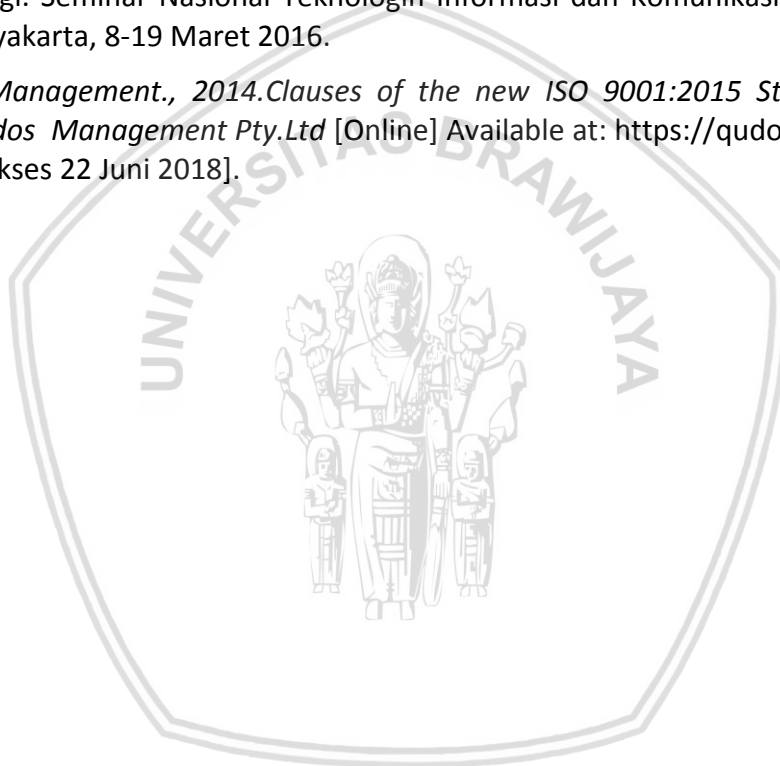 gi. Seminar Nasional Teknologin Informasi dan Komunikasi
yakarta, 8-19 Maret 2016.
Management., 2014.Clauses of the new ISO 9001:2015 St
dos Management Pty.Ltd [Online] Available at: https://qudo
kses 22 Juni 2018].
UNIVERSITAS BRAWIJAYA